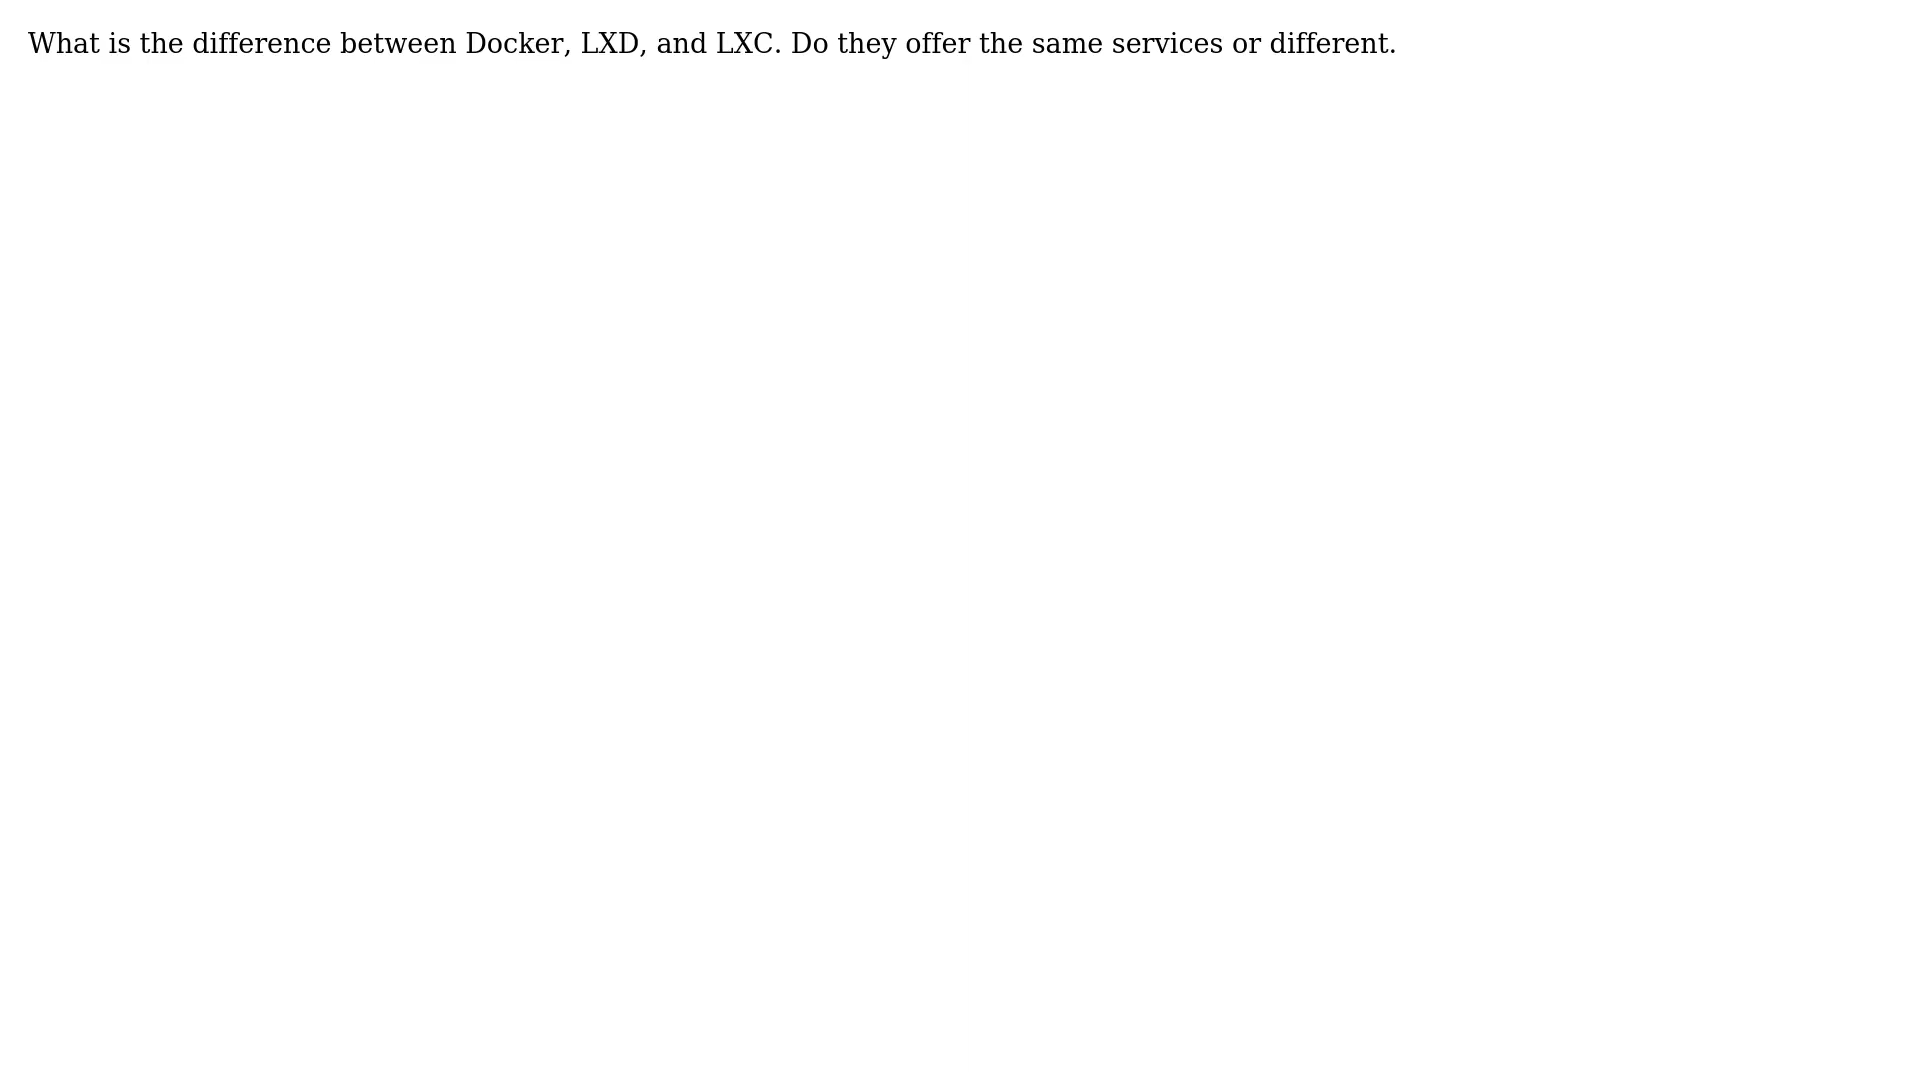 What is the difference between Docker, LXD, and LXC. Do they offer the same services or different.